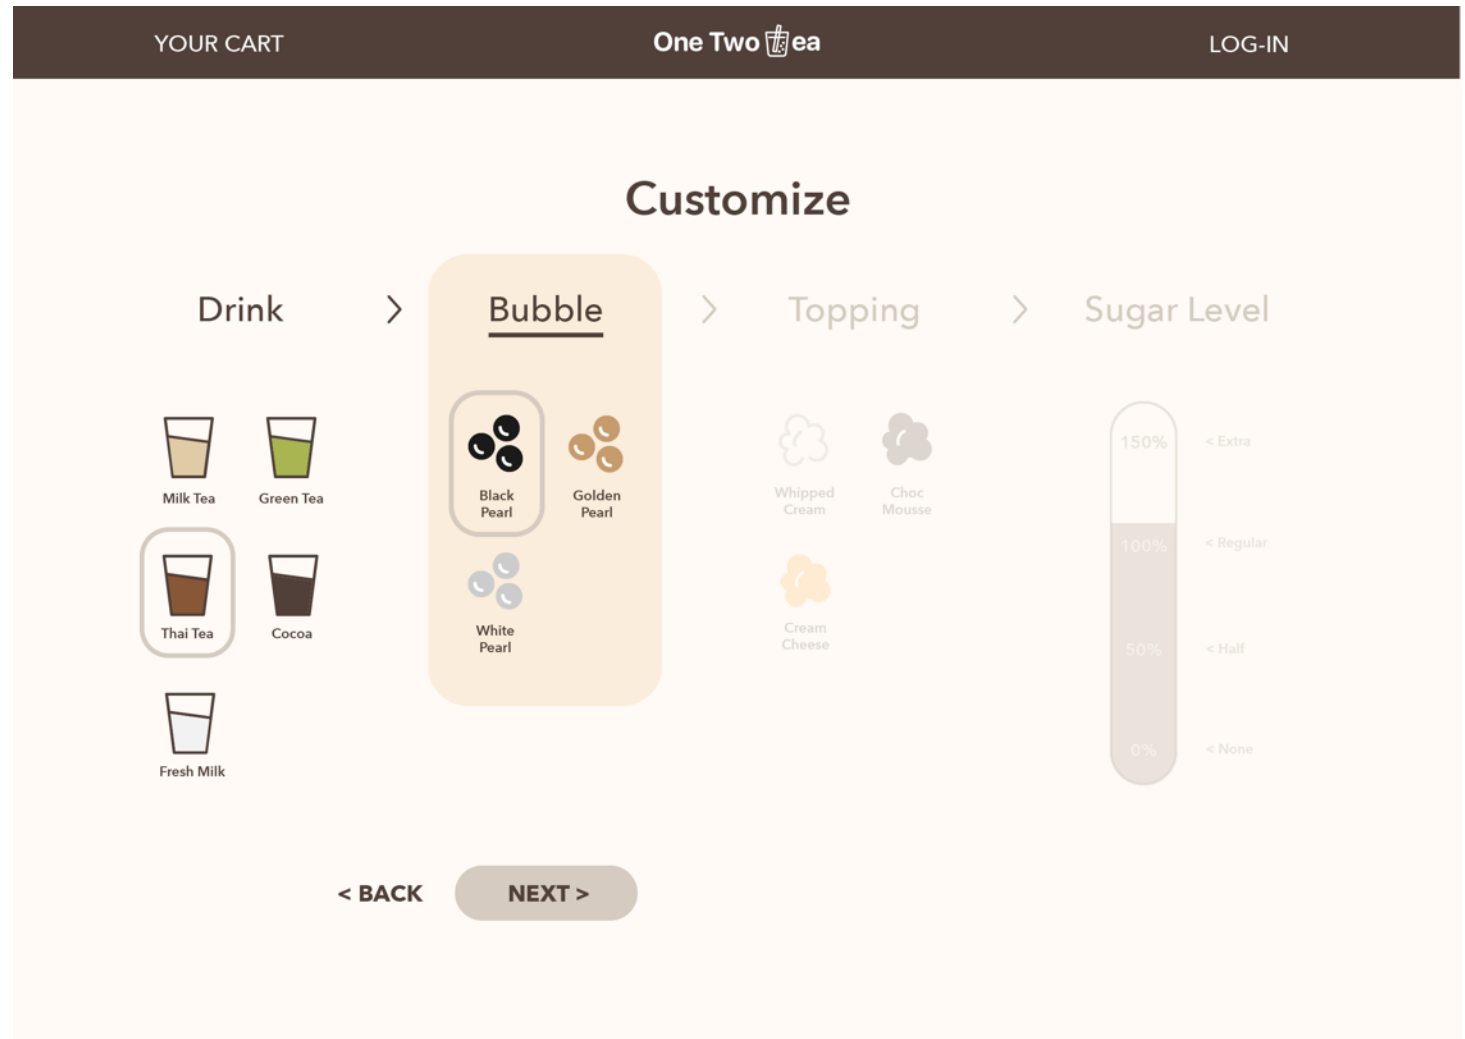 YOUR CART
One Two ea
LOG-IN
Customize
Drink
>
Bubble
>
Topping
>
Sugar Level
Milk Tea
Green Tea
Thai Tea
Cocoa
Fresh Milk
Black
Pearl
Golden
Pearl
White
Pearl
Whipped
Cream
Choc
Mousse
Cream
Cheese
150%
< Extra
100%
< Regular
50%
< Half
0%
< None
< BACK
NEXT >